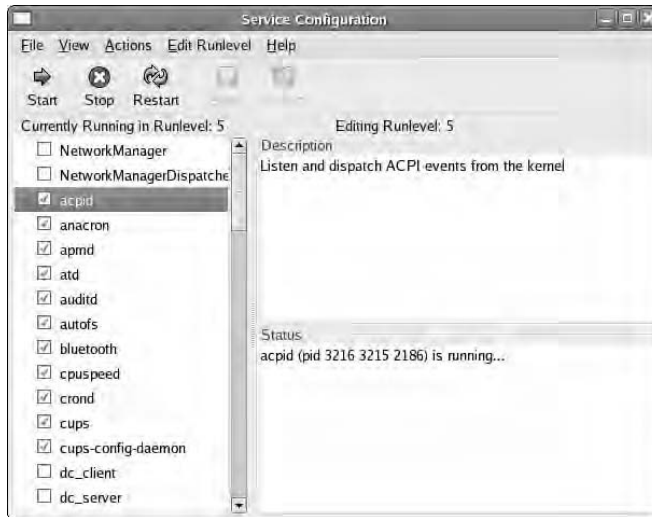 Service Configuration
File View Actions Edit Runlevel Help
Start Stop Restart
Currently Running in Runlevel: 5
Editing Runlevel: 5
NetworkManager
NetworkManagerDispatche
acpid
anacron
apmd
atd
auditd
autofs
bluetooth
cpuspeed
crond
cups
cups-config-daemon
dc_client
dc_server
Description
Listen and dispatch ACPI events from the kernel
Status
acpid (pid 3216 3215 2186) is running...